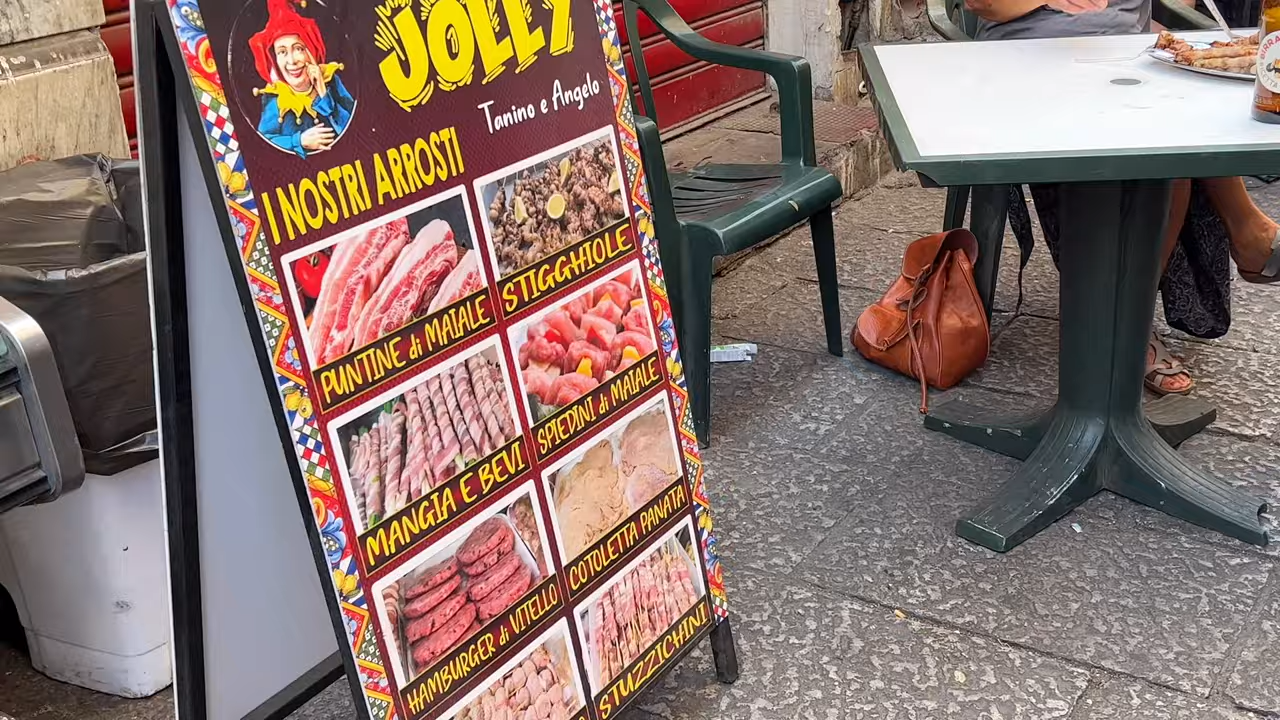 JOLLY
Tanino e Angelo
I NOSTRI ARROSTI
PUNTINE di MAIALE
STIGGHIOLE
MANGIA E BEVI
SPIEDINI di MAIALE
HAMBURGER di VITELLO
COTOLETTA PANATA
STUZZICHINI